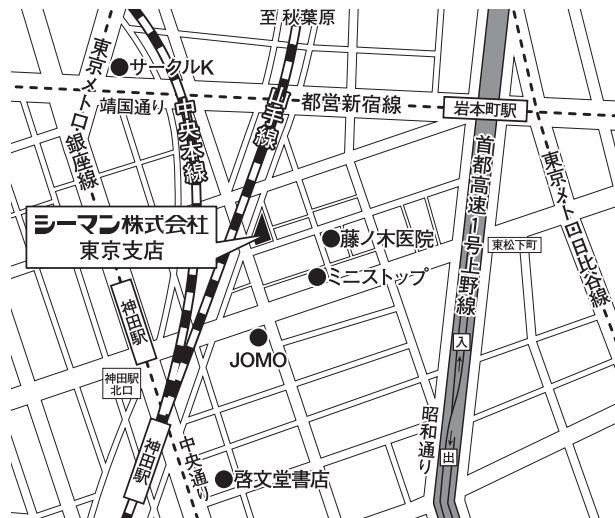 至 秋葉原
サークルK
東京メトロ銀座線
靖国通り
中央本線
山手線
都営新宿線
岩本町駅
首都高速1号上野線
東京メトロ日比谷線
シーマン株式会社
東京支店
藤ノ木医院
東松下町
ミニストップ
神田駅
JOMO
入
神田駅
北口
昭和通り
神田駅
中央通り
出
啓文堂書店